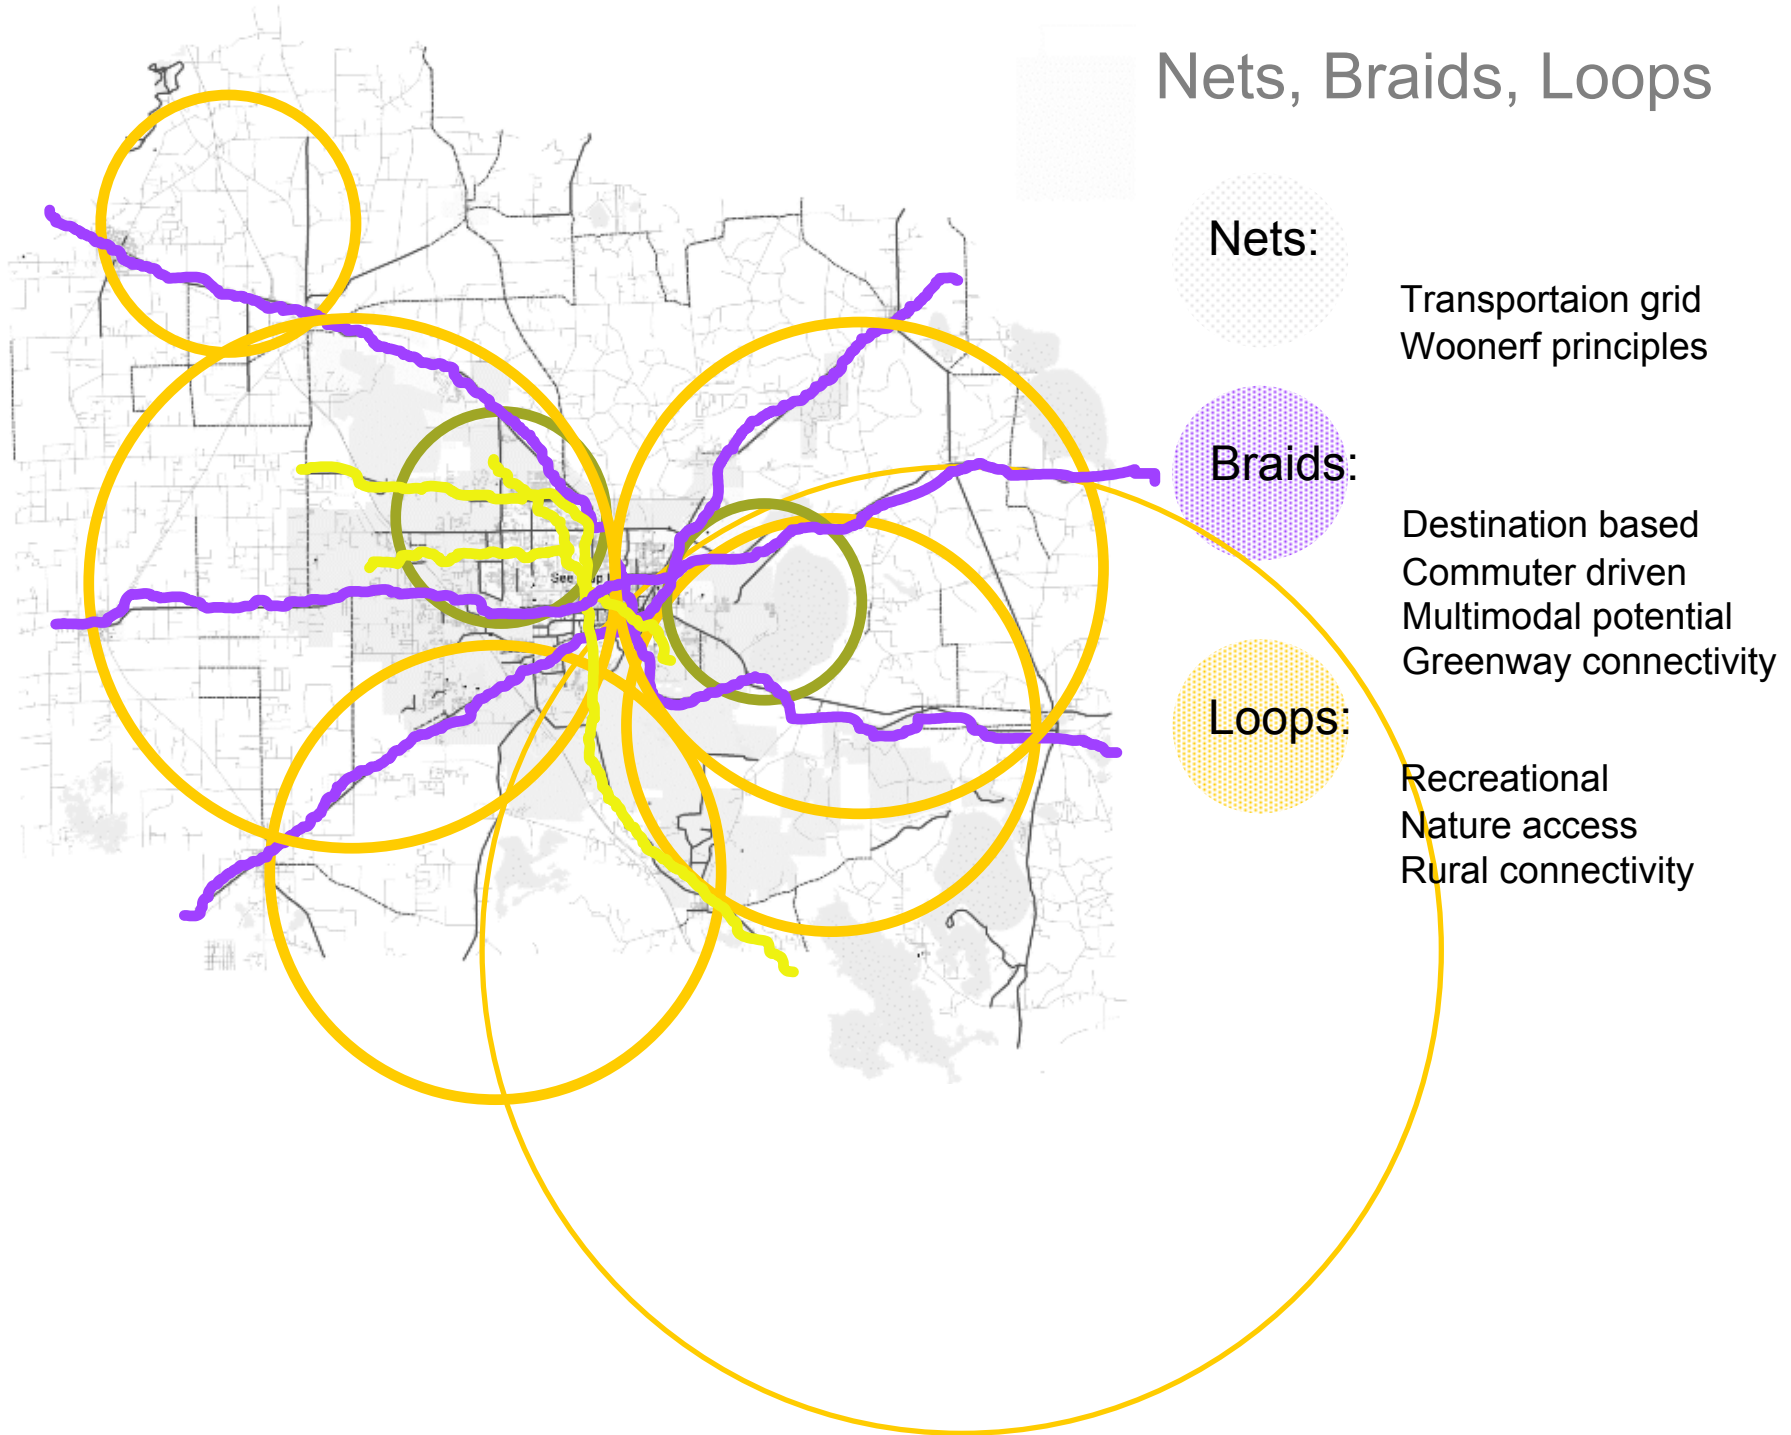 Nets, Braids, Loops
Nets:
Transportaion grid
Woonerf principles
Braids:
Destination based
Commuter driven
Multimodal potential
Greenway connectivity
Loops:
Recreational
Nature access
Rural connectivity